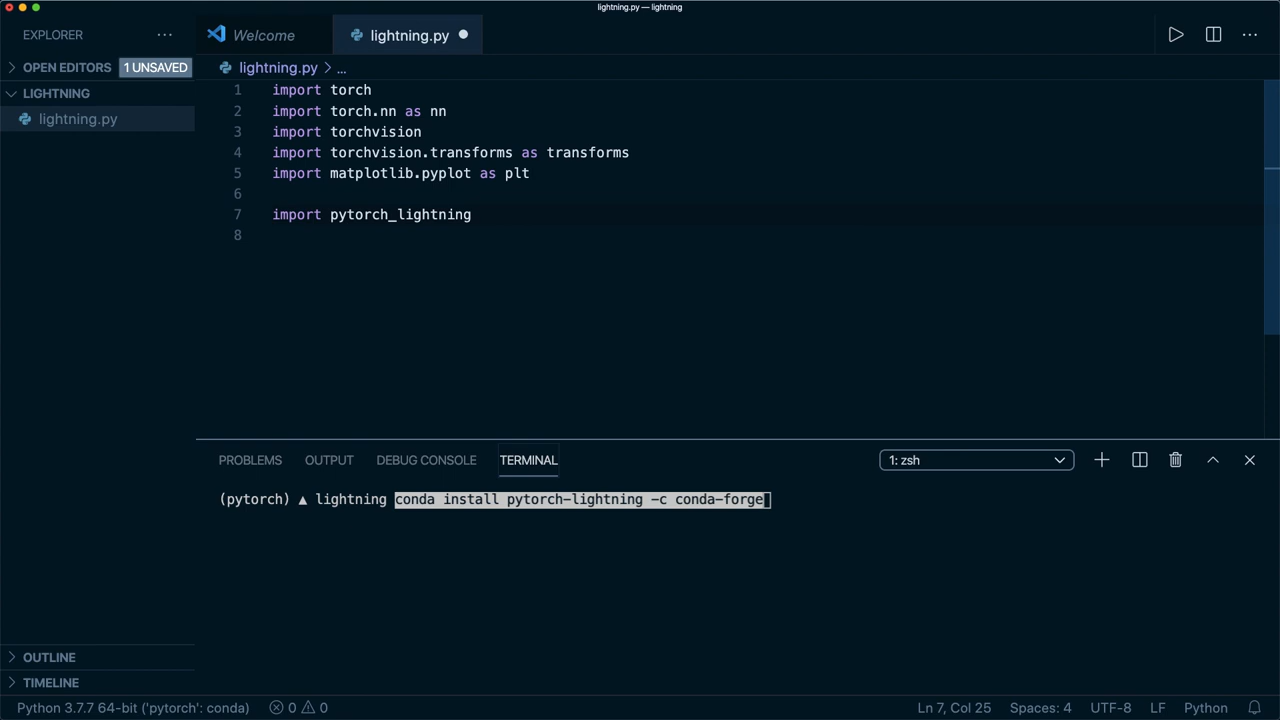 lightning.py — lightning
EXPLORER ···
Welcome
lightning.py
OPEN EDITORS 1 UNSAVED
lightning.py > ...
LIGHTNING
lightning.py
1 import torch
2 import torch.nn as nn
3 import torchvision
4 import torchvision.transforms as transforms
5 import matplotlib.pyplot as plt
6
7 import pytorch_lightning
8
PROBLEMS OUTPUT DEBUG CONSOLE TERMINAL 1: zsh
(pytorch) ▲ lightning conda install pytorch-lightning -c conda-forge
OUTLINE
TIMELINE
Python 3.7.7 64-bit ('pytorch': conda) 0 0 Ln 7, Col 25 Spaces: 4 UTF-8 LF Python